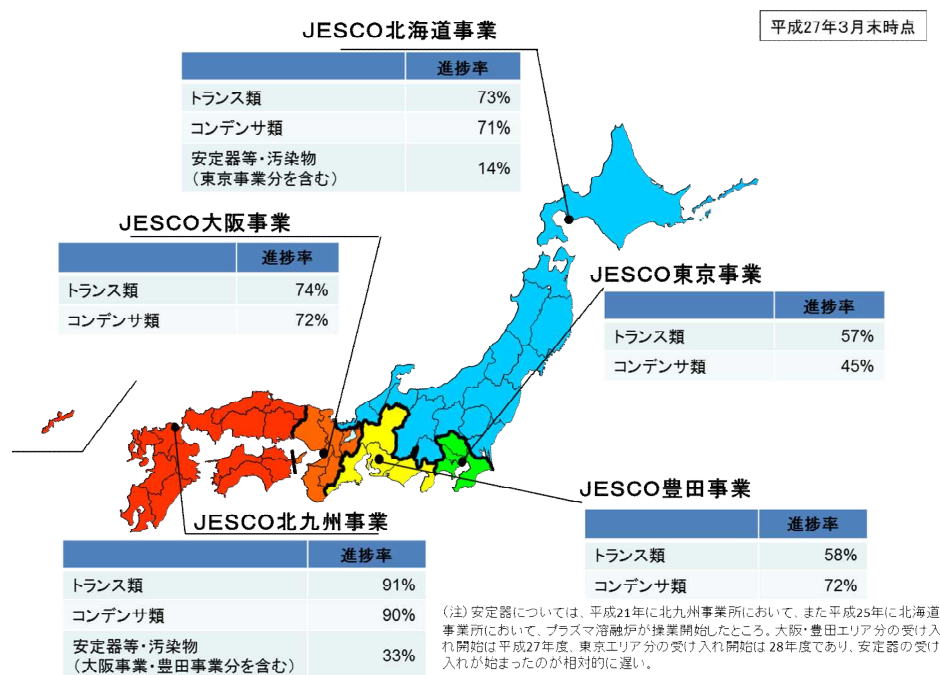 平成27年3月末時点
JESCO北海道事業
進捗率
トランス類 73%
コンデンサ類 71%
安定器等・汚染物
(東京事業分を含む) 14%
JESCO大阪事業
進捗率
トランス類 74%
コンデンサ類 72%
JESCO東京事業
進捗率
トランス類 57%
コンデンサ類 45%
JESCO豊田事業
進捗率
トランス類 58%
コンデンサ類 72%
JESCO北九州事業
進捗率
トランス類 91%
コンデンサ類 90%
安定器等・汚染物
(大阪事業・豊田事業分を含む) 33%
(注)安定器については、平成21年に北九州事業所において、また平成25年に北海道
事業所において、プラズマ溶融炉が操業開始したところ。大阪・豊田エリア分の受け入
れ開始は平成27年度、東京エリア分の受け入れ開始は28年度であり、安定器の受け
入れが始まったのが相対的に遅い。